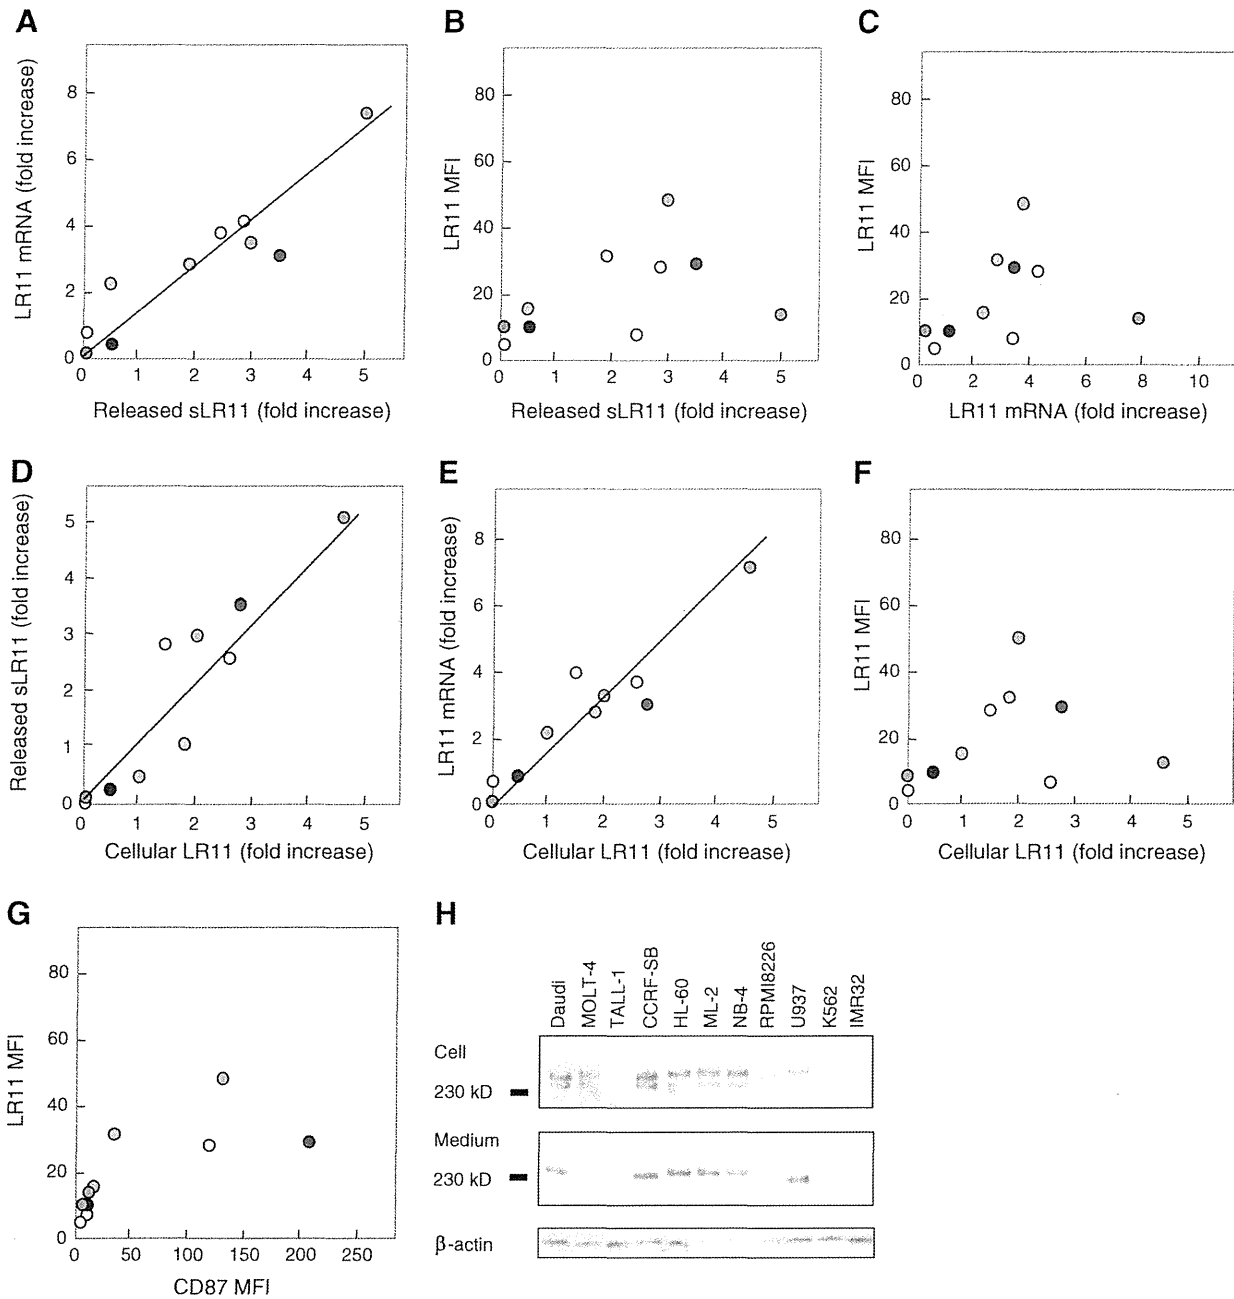 A
LR11 mRNA (fold increase)
8
6
4
2
0
0 1 2 3 4 5
Released sLR11 (fold increase)
B
LR11 MFI
80
60
40
20
0
0 1 2 3 4 5
Released sLR11 (fold increase)
C
LR11 MFI
80
60
40
20
0
0 2 4 6 8 10
LR11 mRNA (fold increase)
D
Released sLR11 (fold increase)
5
4
3
2
1
0
0 1 2 3 4 5
Cellular LR11 (fold increase)
E
LR11 mRNA (fold increase)
8
6
4
2
0
0 1 2 3 4 5
Cellular LR11 (fold increase)
F
LR11 MFI
80
60
40
20
0
0 1 2 3 4 5
Cellular LR11 (fold increase)
G
LR11 MFI
80
60
40
20
0
0 50 100 150 200 250
CD87 MFI
H
Daudi
MOLT-4
TALL-1
CCRF-SB
HL-60
ML-2
NB-4
RPMI8226
U937
K562
IMR32
Cell
230 kD
Medium
230 kD
β-actin